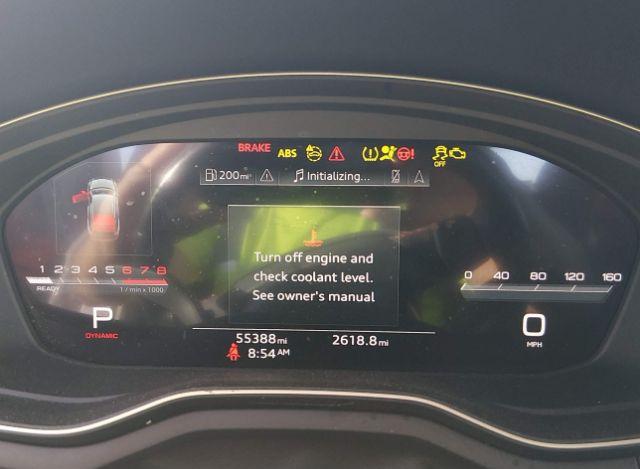 BRAKE ABS OFF
200mi Initializing...
Turn off engine and
check coolant level.
See owner's manual
1 2 3 4 5 6 7 8
READY 1 / min x 1000
0 40 80 120 160
P
DYNAMIC
0
MPH
55388mi 2618.8mi
8:54AM